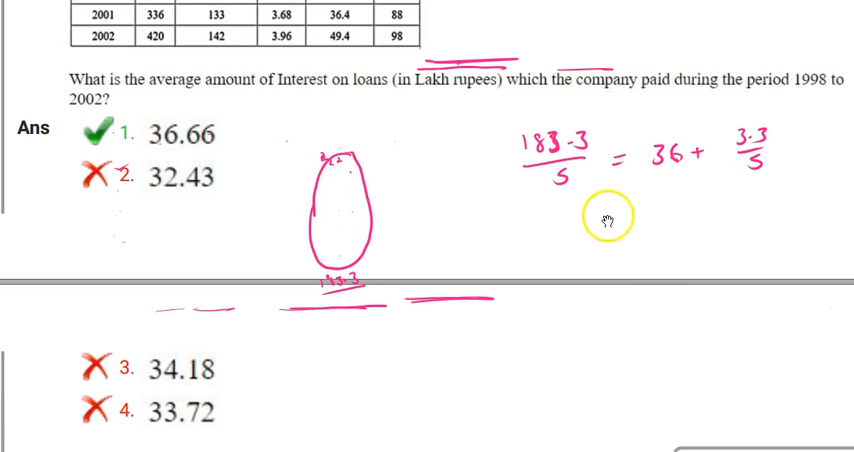 2001 336 133 3.68 36.4 88
2002 420 142 3.96 49.4 98
What is the average amount of Interest on loans (in Lakh rupees) which the company paid during the period 1998 to
2002?
Ans
1. 36.66
2. 32.43
183.3/5 = 36 + 3.3/5
183.3
3. 34.18
4. 33.72